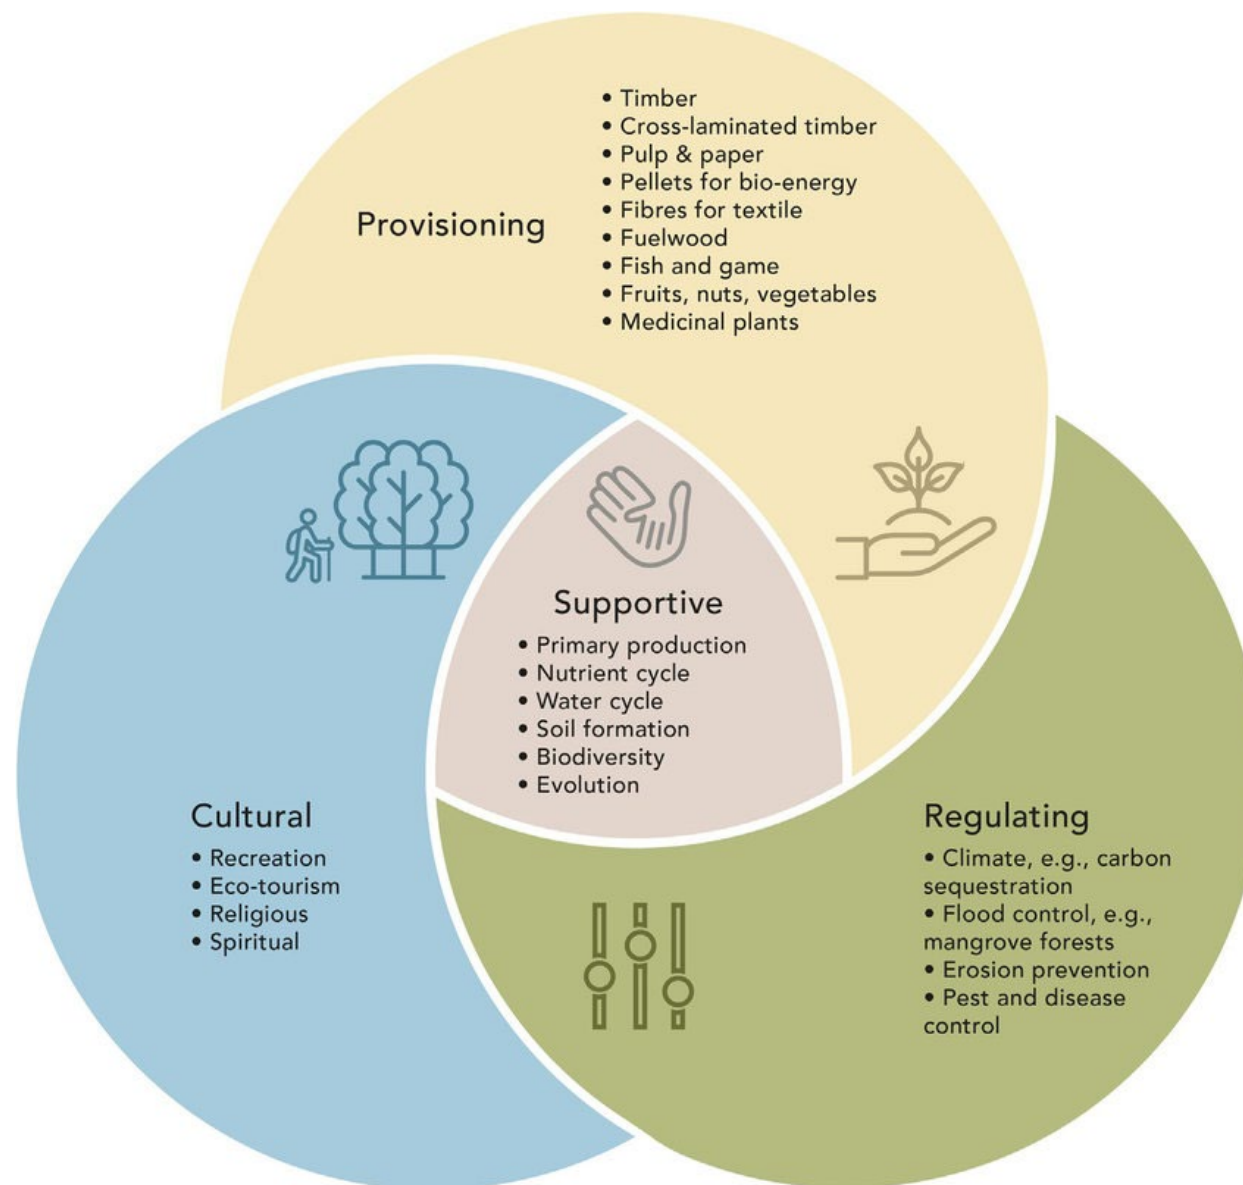 Provisioning
• Timber
• Cross-laminated timber
• Pulp & paper
• Pellets for bio-energy
• Fibres for textile
• Fuelwood
• Fish and game
• Fruits, nuts, vegetables
• Medicinal plants
Supportive
• Primary production
• Nutrient cycle
• Water cycle
• Soil formation
• Biodiversity
• Evolution
Cultural
• Recreation
• Eco-tourism
• Religious
• Spiritual
Regulating
• Climate, e.g., carbon
sequestration
• Flood control, e.g.,
mangrove forests
• Erosion prevention
• Pest and disease
control